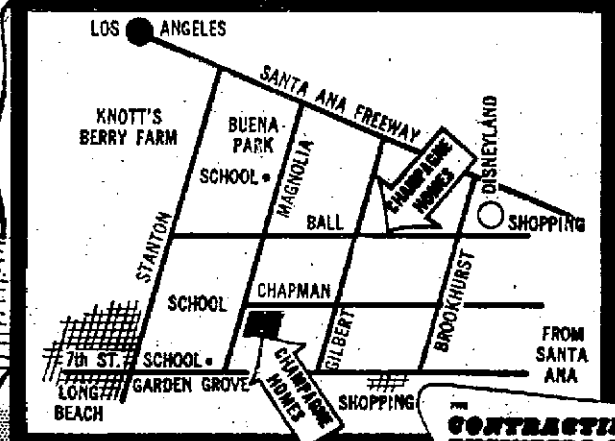 LOS ANGELES
SANTA ANA FREEWAY
KNOTT'S
BERRY FARM
BUENA
PARK
SCHOOL
MAGNOLIA
CHAMPAGNE
HOMES
DISNEYLAND
SHOPPING
BALL
STANTON
SCHOOL
CHAPMAN
GILBERT
BROOKHURST
FROM
SANTA
ANA
7th ST.
SCHOOL
GARDEN GROVE
LONG
BEACH
CHAMPAGNE
HOMES
SHOPPING
THE